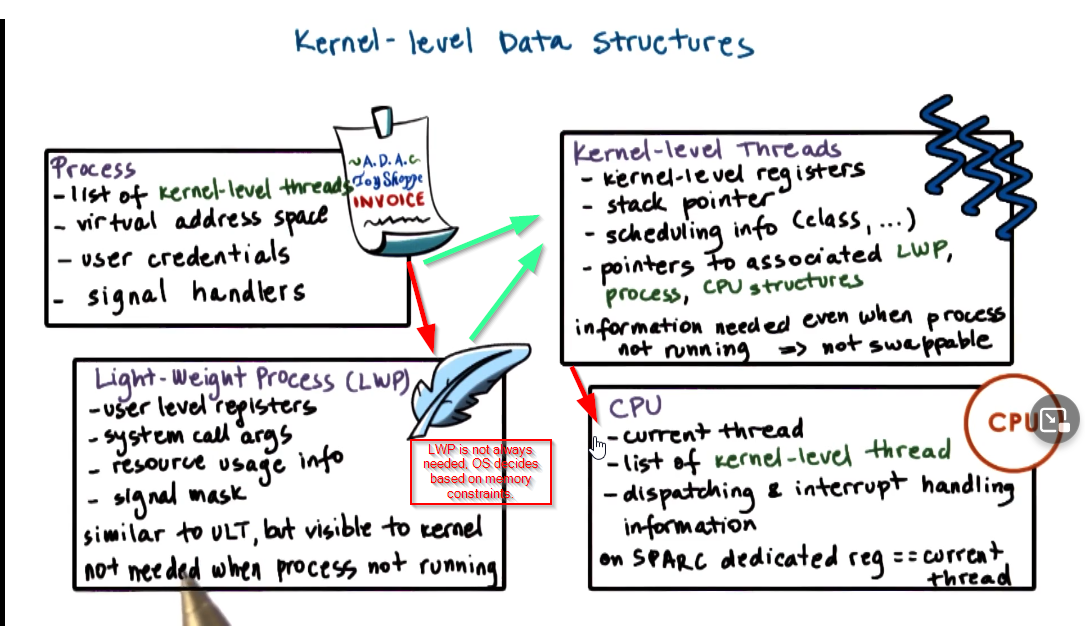 Kernel-level Data Structures
Process
- list of kernel-level threads
- virtual address space
- user credentials
- signal handlers
~A.D.A.C
JoyShoppe
INVOICE
Light-Weight Process (LWP)
- user level registers
- system call args
- resource usage info
- signal mask
similar to ULT, but visible to kernel
not needed when process not running
LWP is not always
needed, OS decides
based on memory
constraints.
Kernel-level Threads
- kernel-level registers
- stack pointer
- scheduling info (class, ...)
- pointers to associated LWP,
process, CPU structures
information needed even when process
not running => not swappable
CPU
- current thread
- list of kernel-level thread
- dispatching & interrupt handling
information
on SPARC dedicated reg == current
thread
CPU